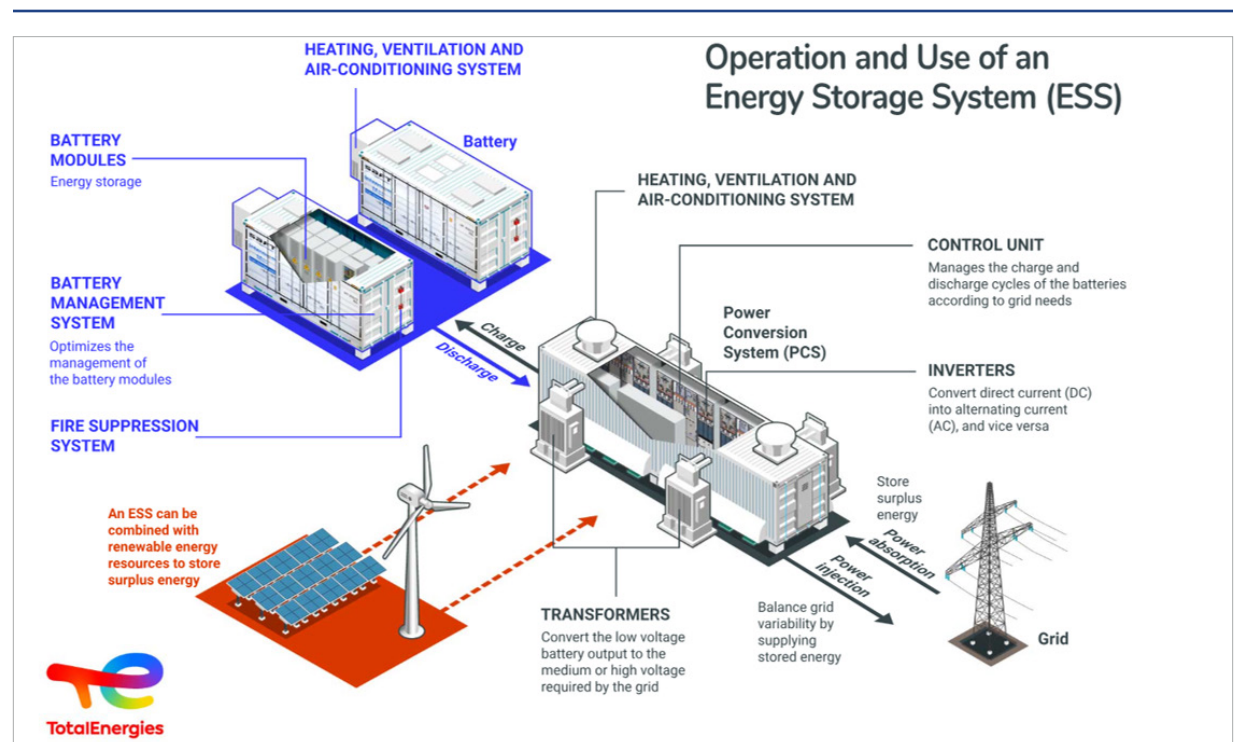 Operation and Use of an
Energy Storage System (ESS)
HEATING, VENTILATION AND
AIR-CONDITIONING SYSTEM
Battery
BATTERY
MODULES
Energy storage
BATTERY
MANAGEMENT
SYSTEM
Optimizes the
management of
the battery modules
FIRE SUPPRESSION
SYSTEM
saft
saft
Charge
Discharge
HEATING, VENTILATION AND
AIR-CONDITIONING SYSTEM
CONTROL UNIT
Manages the charge and
discharge cycles of the batteries
according to grid needs
Power
Conversion
System (PCS)
INVERTERS
Convert direct current (DC)
into alternating current
(AC), and vice versa
An ESS can be
combined with
renewable energy
resources to store
surplus energy
TRANSFORMERS
Convert the low voltage
battery output to the
medium or high voltage
required by the grid
Store
surplus
energy
Power
absorption
Power
injection
Balance grid
variability by
supplying
stored energy
Grid
TotalEnergies